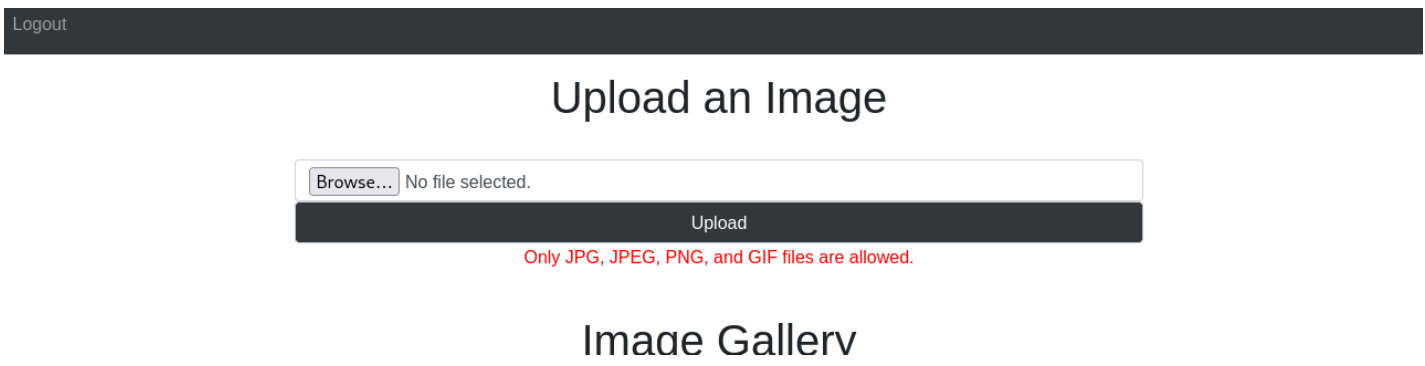 Logout
Upload an Image
Browse... No file selected.
Upload
Only JPG, JPEG, PNG, and GIF files are allowed.
Image Gallery